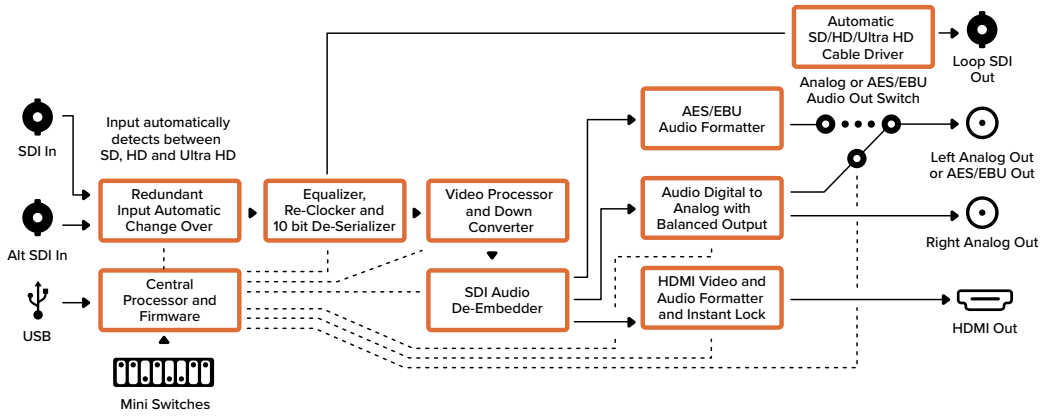 Automatic
SD/HD/Ultra HD
Cable Driver
Loop SDI
Out
Analog or AES/EBU
Audio Out Switch
AES/EBU
Audio Formatter
SDI In
Input automatically
detects between
SD, HD and Ultra HD
Left Analog Out
or AES/EBU Out
Redundant
Input Automatic
Change Over
Equalizer,
Re-Clocker and
10 bit De-Serializer
Video Processor
and Down
Converter
Audio Digital to
Analog with
Balanced Output
Alt SDI In
Right Analog Out
Central
Processor and
Firmware
SDI Audio
De-Embedder
HDMI Video and
Audio Formatter
and Instant Lock
USB
HDMI Out
Mini Switches